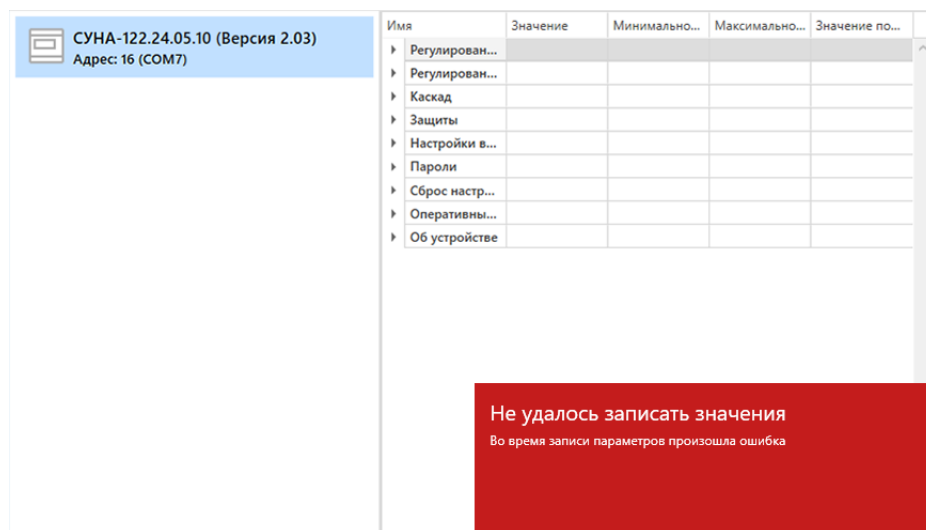 СУНА-122.24.05.10 (Версия 2.03)
Адрес: 16 (COM7)
Имя Значение Минимально... Максимально... Значение по...
Регулирован...
Регулирован...
Каскад
Защиты
Настройки в...
Пароли
Сброс настр...
Оперативны...
Об устройстве
Не удалось записать значения
Во время записи параметров произошла ошибка